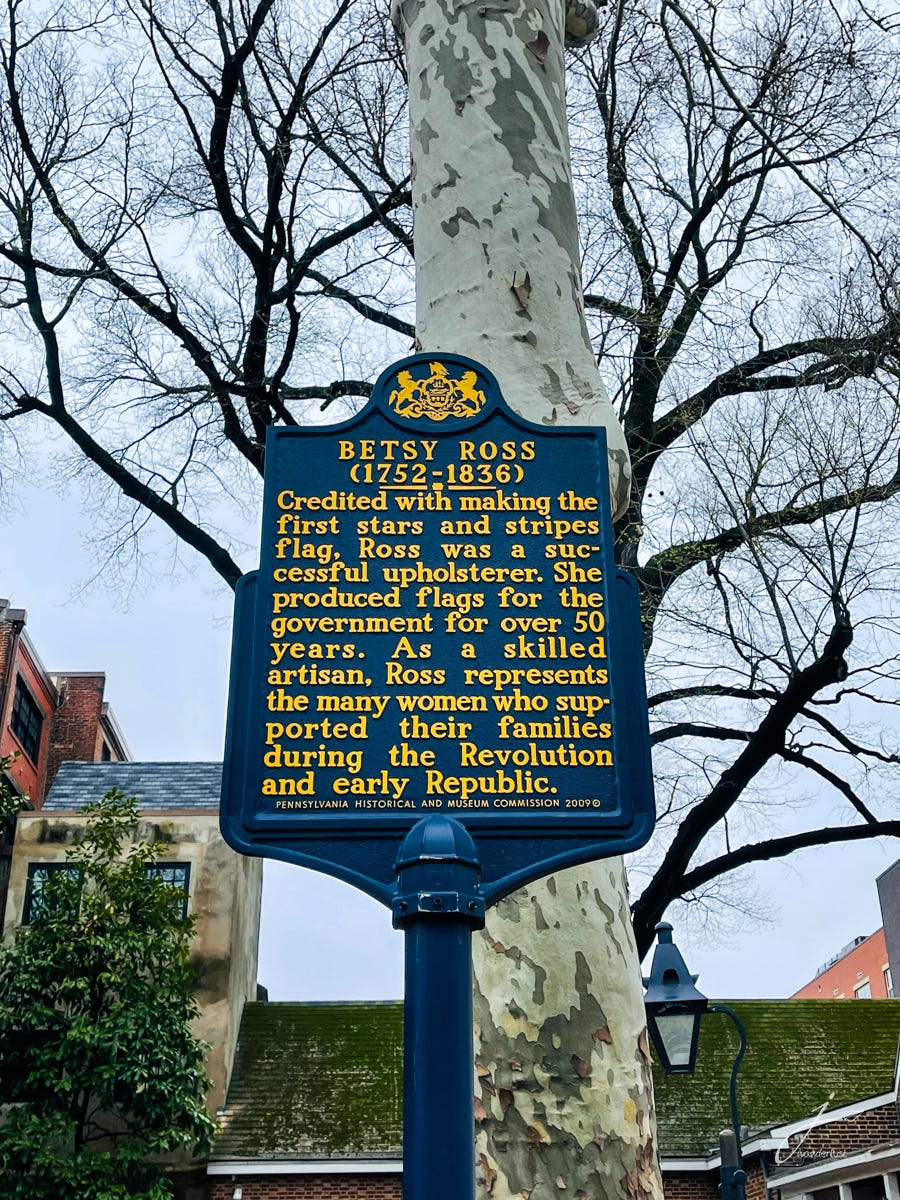 BETSY ROSS
(1752-1836)
Credited with making the
first stars and stripes
flag, Ross was a suc-
cessful upholsterer. She
produced flags for the
government for over 50
years. As a skilled
artisan, Ross represents
the many women who sup-
ported their families
during the Revolution
and early Republic.
PENNSYLVANIA HISTORICAL AND MUSEUM COMMISSION 2009©
wanderlust